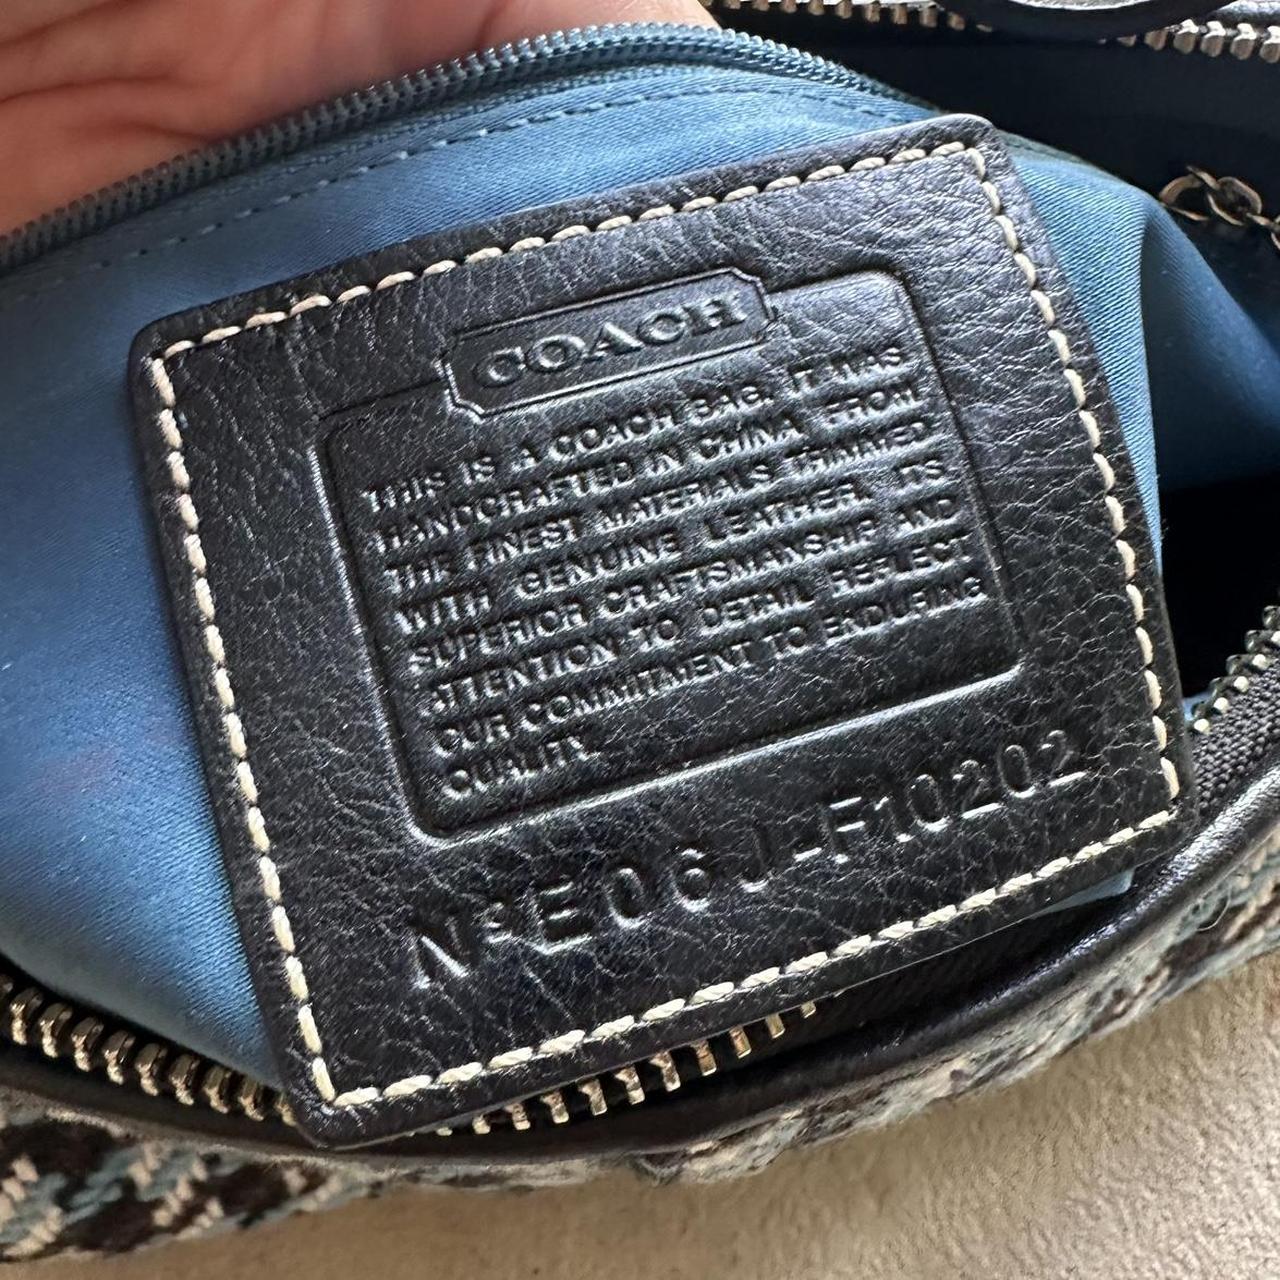 COACH
THIS IS A COACH BAG. IT WAS
HANDCRAFTED IN CHINA FROM
THE FINEST MATERIALS TRIMMED
WITH GENUINE LEATHER. ITS
SUPERIOR CRAFTSMANSHIP AND
ATTENTION TO DETAIL REFLECT
OUR COMMITMENT TO ENDURING
QUALITY.
Nº E06J-F10202